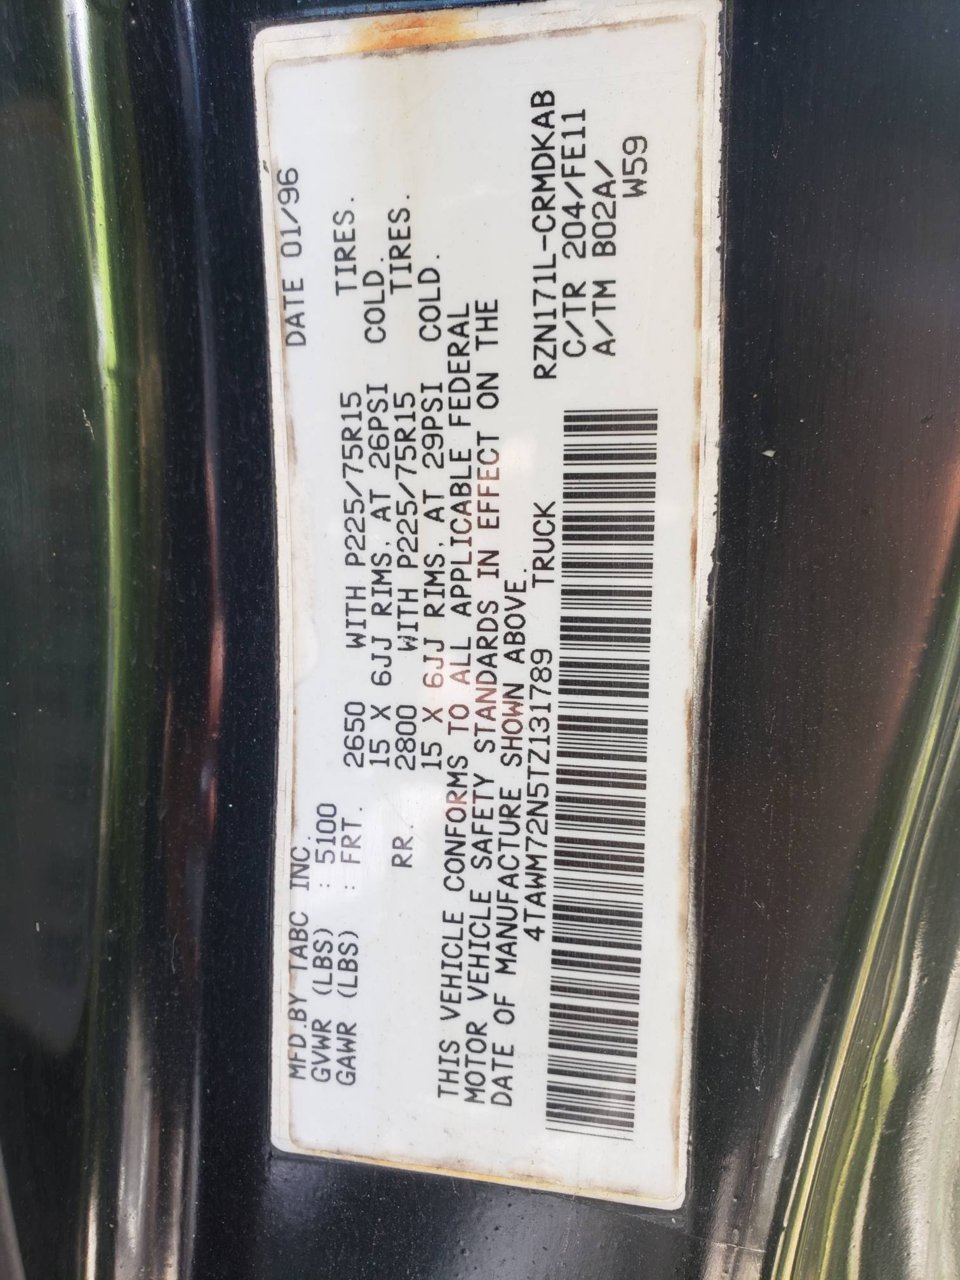 MFD.BY TABC INC. DATE 01/96
GVWR (LBS) : 5100
GAWR (LBS) : FRT. 2650 WITH P225/75R15 TIRES.
15 X 6JJ RIMS, AT 26PSI COLD.
RR. 2800 WITH P225/75R15 TIRES.
15 X 6JJ RIMS, AT 29PSI COLD.
THIS VEHICLE CONFORMS TO ALL APPLICABLE FEDERAL
MOTOR VEHICLE SAFETY STANDARDS IN EFFECT ON THE
DATE OF MANUFACTURE SHOWN ABOVE.
4TAWM72N5TZ131789 TRUCK
RZN171L-CRMDKAB
C/TR 204/FE11
A/TM B02A/
W59